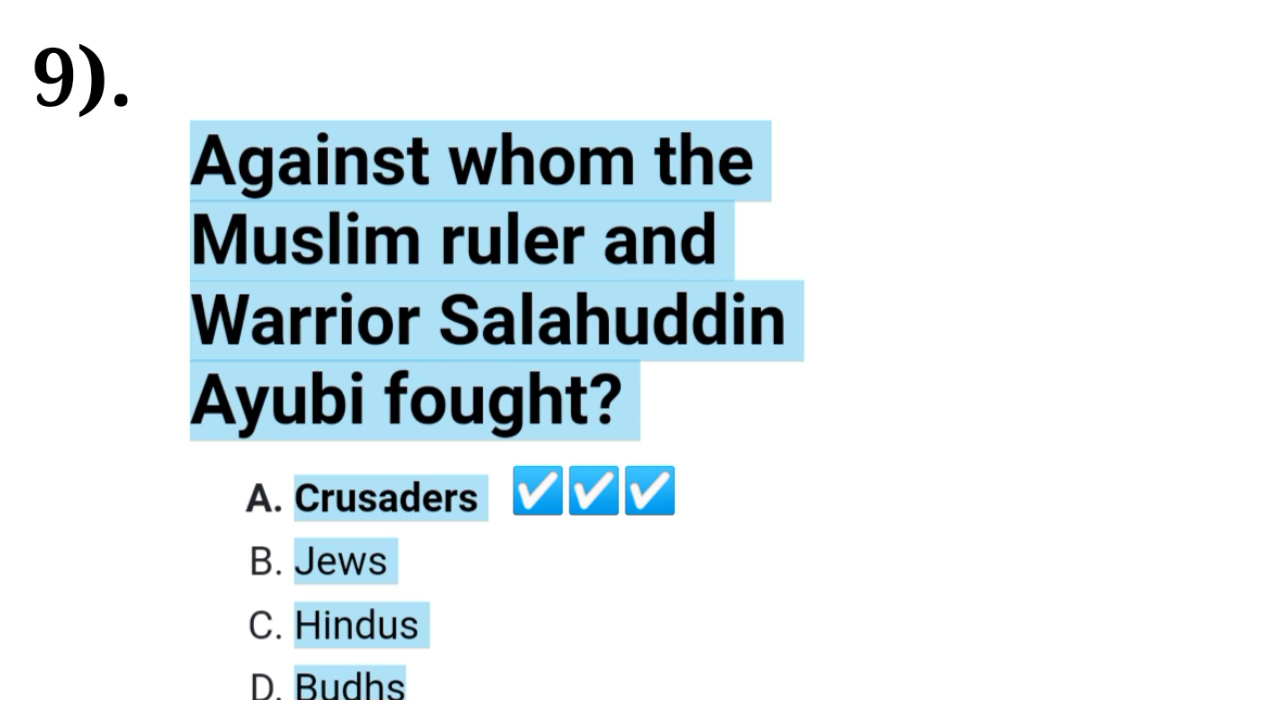 9).
Against whom the
Muslim ruler and
Warrior Salahuddin
Ayubi fought?
A. Crusaders ✅✅✅
B. Jews
C. Hindus
D. Budhs